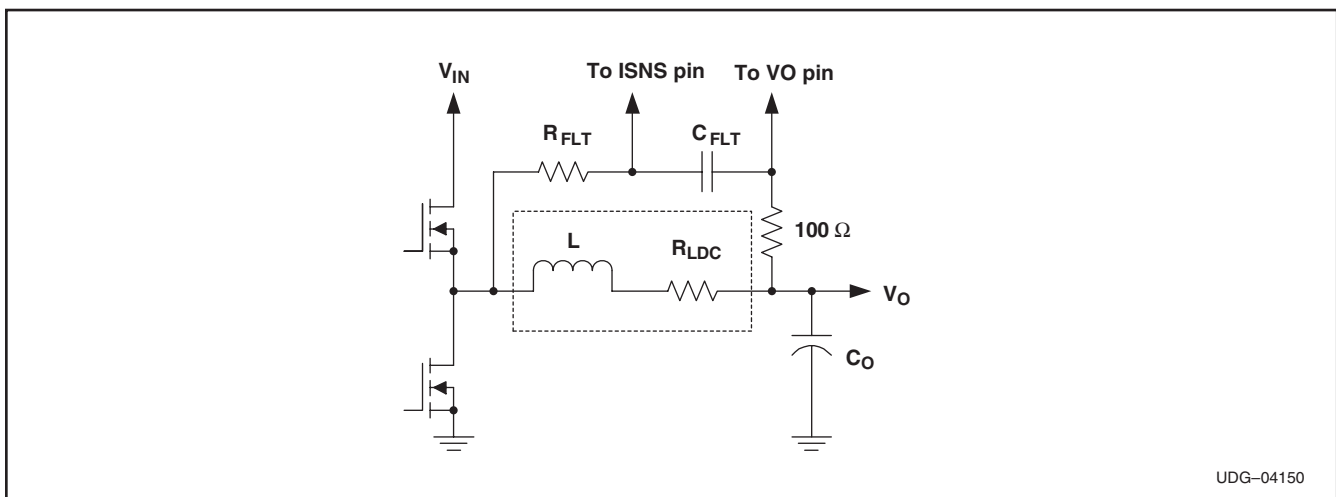 V_IN
To ISNS pin
To VO pin
R_FLT
C_FLT
100 Ω
L
R_LDC
V_O
C_O
UDG–04150